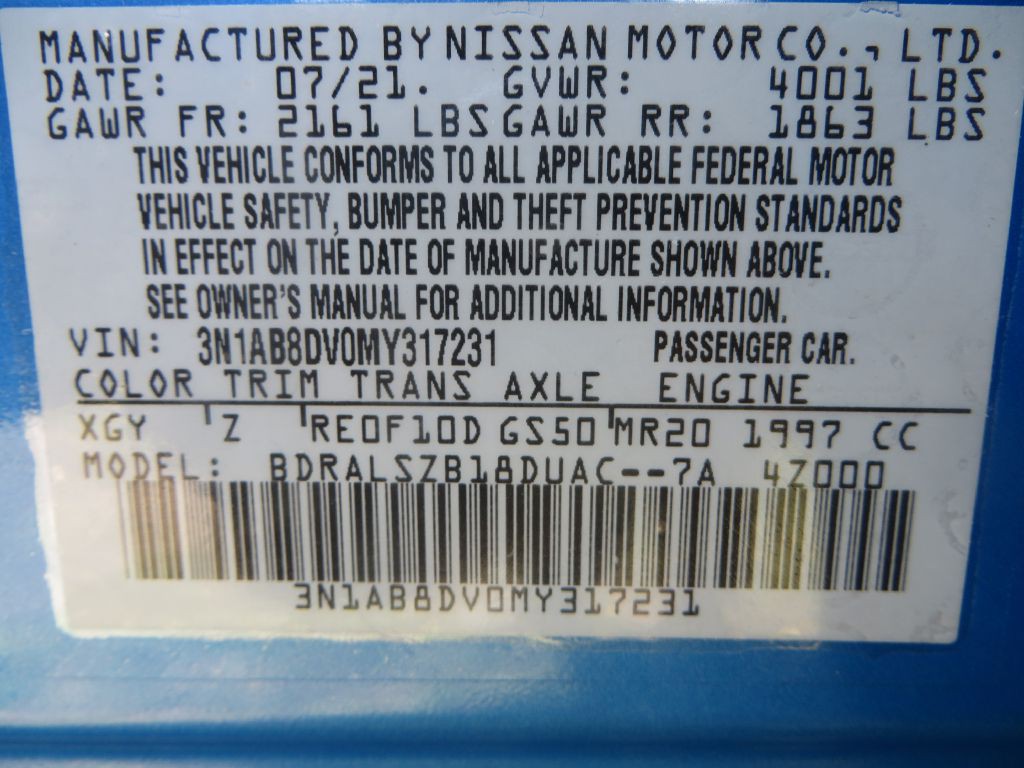 MANUFACTURED BY NISSAN MOTOR CO., LTD.
DATE: 07/21. GVWR: 4001 LBS
GAWR FR: 2161 LBS GAWR RR: 1863 LBS
THIS VEHICLE CONFORMS TO ALL APPLICABLE FEDERAL MOTOR
VEHICLE SAFETY, BUMPER AND THEFT PREVENTION STANDARDS
IN EFFECT ON THE DATE OF MANUFACTURE SHOWN ABOVE.
SEE OWNER'S MANUAL FOR ADDITIONAL INFORMATION.
VIN: 3N1AB8DV0MY317231 PASSENGER CAR.
COLOR TRIM TRANS AXLE ENGINE
XGY Z RE0F10D GS50 MR20 1997 CC
MODEL: BDRALSZB18DUAC--7A 4Z000
3N1AB8DV0MY317231